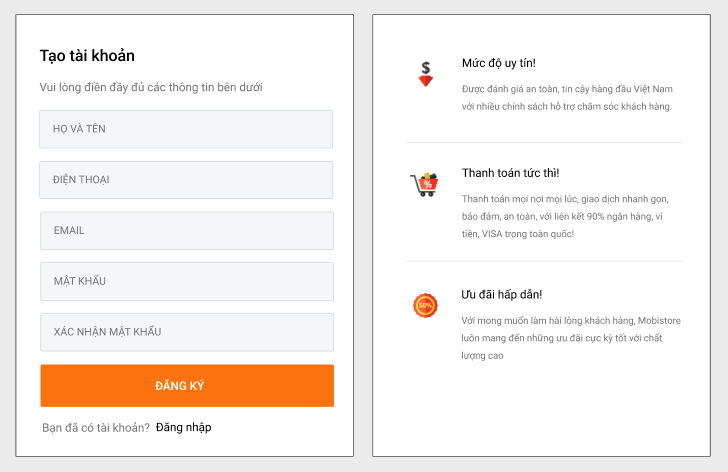 Tạo tài khoản
Vui lòng điền đầy đủ các thông tin bên dưới
HỌ VÀ TÊN
ĐIỆN THOẠI
EMAIL
MẬT KHẨU
XÁC NHẬN MẬT KHẨU
ĐĂNG KÝ
Bạn đã có tài khoản? Đăng nhập
$
Mức độ uy tín!
Được đánh giá an toàn, tin cậy hàng đầu Việt Nam
với nhiều chính sách hỗ trợ chăm sóc khách hàng.
%
Thanh toán tức thì!
Thanh toán mọi nơi mọi lúc, giao dịch nhanh gọn,
bảo đảm, an toàn, với liên kết 90% ngân hàng, ví
tiền, VISA trong toàn quốc!
50%
Ưu đãi hấp dẫn!
Với mong muốn làm hài lòng khách hàng, Mobistore
luôn mang đến những ưu đãi cực kỳ tốt với chất
lượng cao